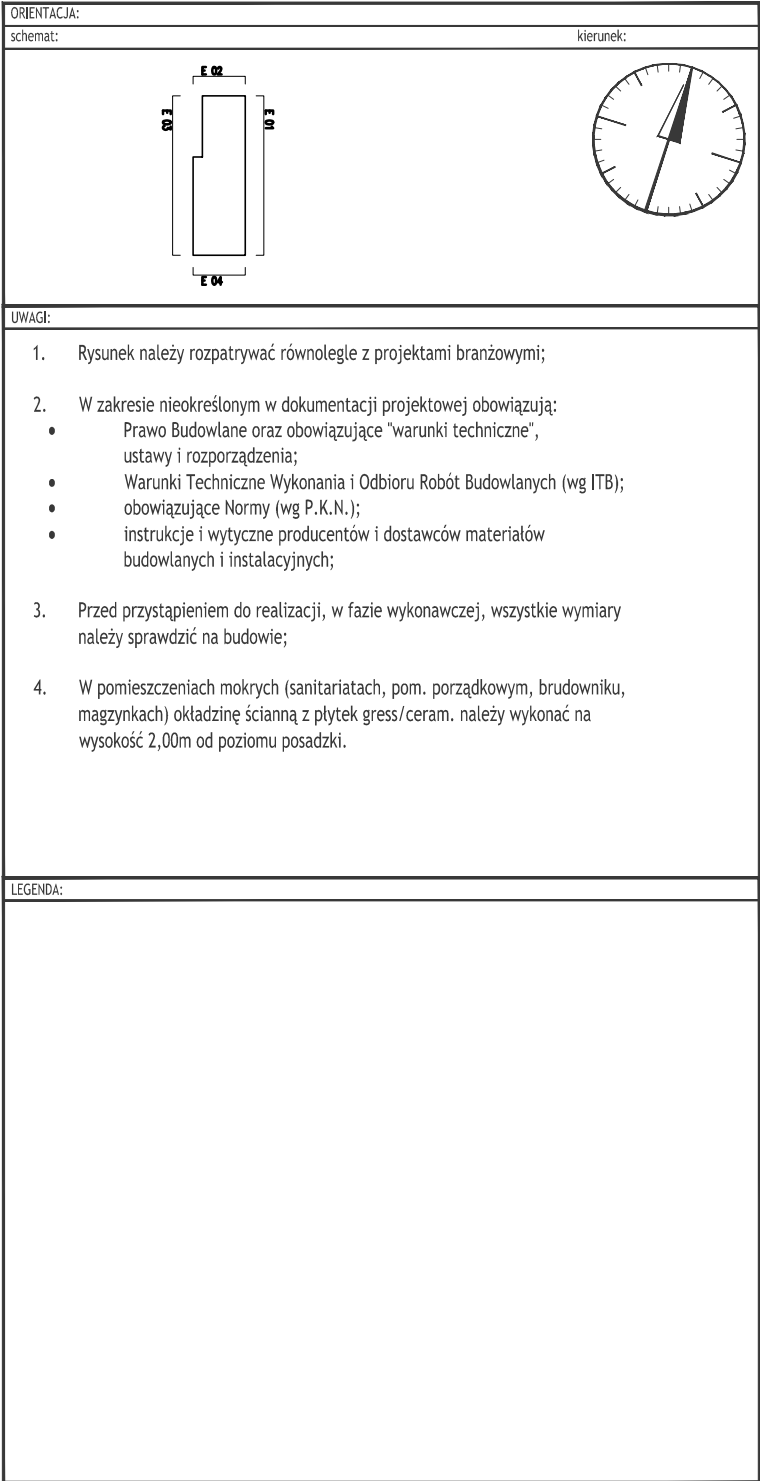 ORIENTACJA:
schemat: kierunek:
E 02
E 03
E 01
E 04
UWAGI:
1. Rysunek należy rozpatrywać równolegle z projektami branżowymi;
2. W zakresie nieokreślonym w dokumentacji projektowej obowiązują:
• Prawo Budowlane oraz obowiązujące "warunki techniczne",
ustawy i rozporządzenia;
• Warunki Techniczne Wykonania i Odbioru Robót Budowlanych (wg ITB);
• obowiązujące Normy (wg P.K.N.);
• instrukcje i wytyczne producentów i dostawców materiałów
budowlanych i instalacyjnych;
3. Przed przystąpieniem do realizacji, w fazie wykonawczej, wszystkie wymiary
należy sprawdzić na budowie;
4. W pomieszczeniach mokrych (sanitariatach, pom. porządkowym, brudowniku,
magzynkach) okładzinę ścianną z płytek gress/ceram. należy wykonać na
wysokość 2,00m od poziomu posadzki.
LEGENDA: